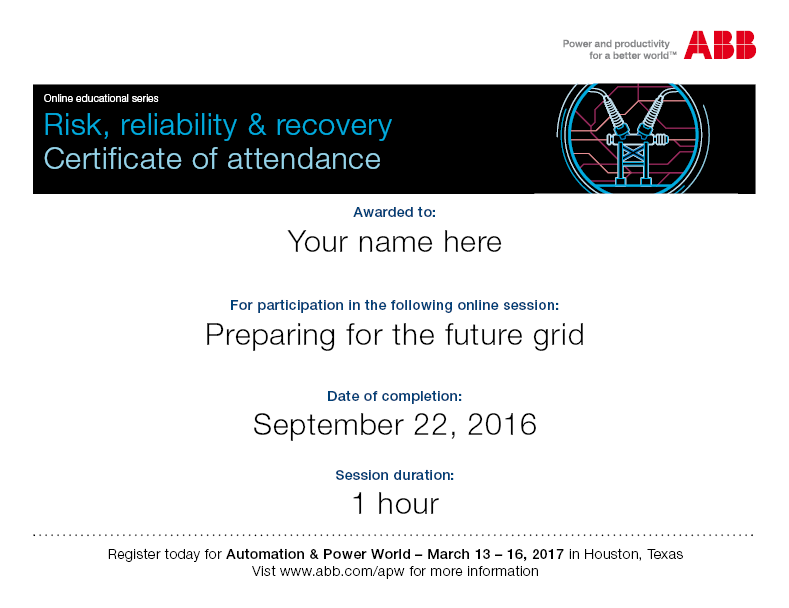 Power and productivity
for a better world™
ABB
Online educational series
Risk, reliability & recovery
Certificate of attendance
Awarded to:
Your name here
For participation in the following online session:
Preparing for the future grid
Date of completion:
September 22, 2016
Session duration:
1 hour
Register today for Automation & Power World – March 13 – 16, 2017 in Houston, Texas
Vist www.abb.com/apw for more information